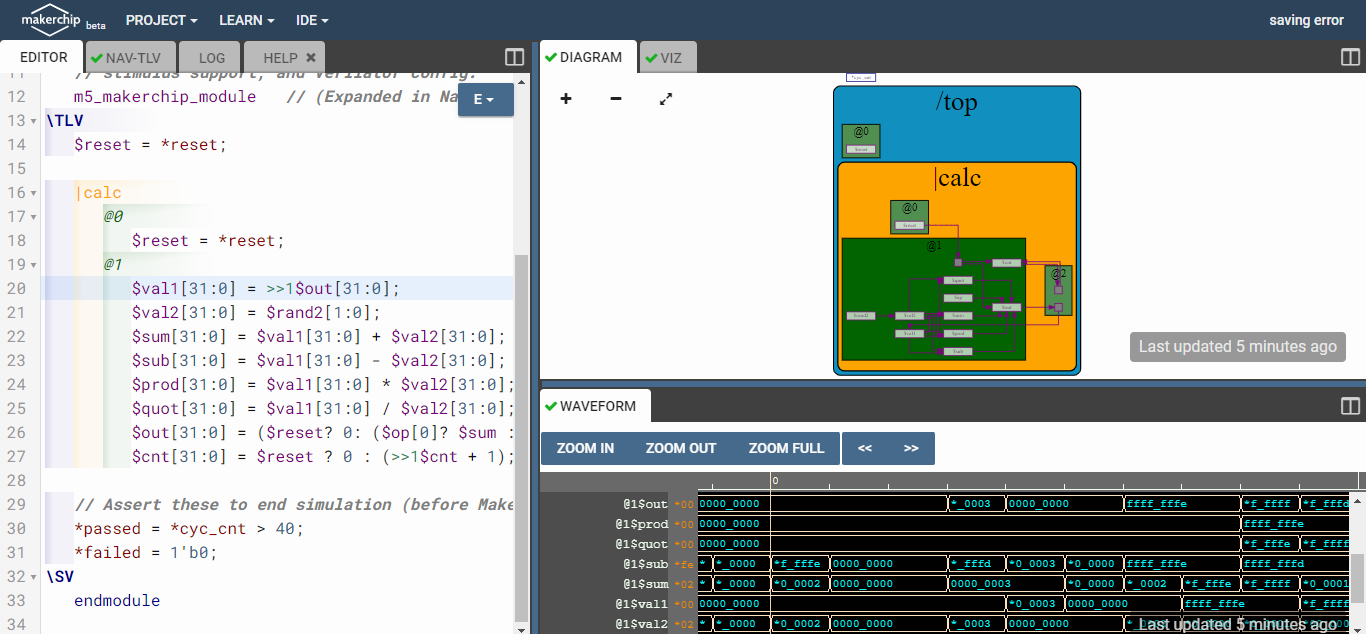 makerchip beta PROJECT LEARN IDE saving error
EDITOR NAV-TLV LOG HELP
DIAGRAM VIZ
11 // stimulus support, and Verilator config.
12 m5_makerchip_module // (Expanded in Na
E
13 \TLV
14 $reset = *reset;
15
16 |calc
17 @0
18 $reset = *reset;
19 @1
20 $val1[31:0] = >>1$out[31:0];
21 $val2[31:0] = $rand2[1:0];
22 $sum[31:0] = $val1[31:0] + $val2[31:0];
23 $sub[31:0] = $val1[31:0] - $val2[31:0];
24 $prod[31:0] = $val1[31:0] * $val2[31:0];
25 $quot[31:0] = $val1[31:0] / $val2[31:0];
26 $out[31:0] = ($reset? 0: ($op[0]? $sum :
27 $cnt[31:0] = $reset ? 0 : (>>1$cnt + 1);
28
29 // Assert these to end simulation (before Make
30 *passed = *cyc_cnt > 40;
31 *failed = 1'b0;
32 \SV
33 endmodule
34
+ −
/top
@0
|calc
@0
@1
@2
Last updated 5 minutes ago
WAVEFORM
ZOOM IN ZOOM OUT ZOOM FULL << >>
0
@1$out *00 0000_0000 *_0003 0000_0000 ffff_fffe *f_ffff *f_fffd
@1$prod *00 0000_0000 ffff_fffe
@1$quot *00 0000_0000 *f_fffe *f_ffff
@1$sub *fe * *_0000 *f_fffe 0000_0000 *_fffd *0_0003 *0_0000 ffff_fffe ffff_fffd
@1$sum *02 * *_0000 *0_0002 0000_0000 0000_0003 *0_0000 *_0002 *f_fffe *f_ffff *0_0001
@1$val1 *00 0000_0000 *0_0003 0000_0000 ffff_fffe *f_ffff
@1$val2 *02 * *_0000 *0_0002 0000_0000 *_0003 0000_0000
Last updated 5 minutes ago